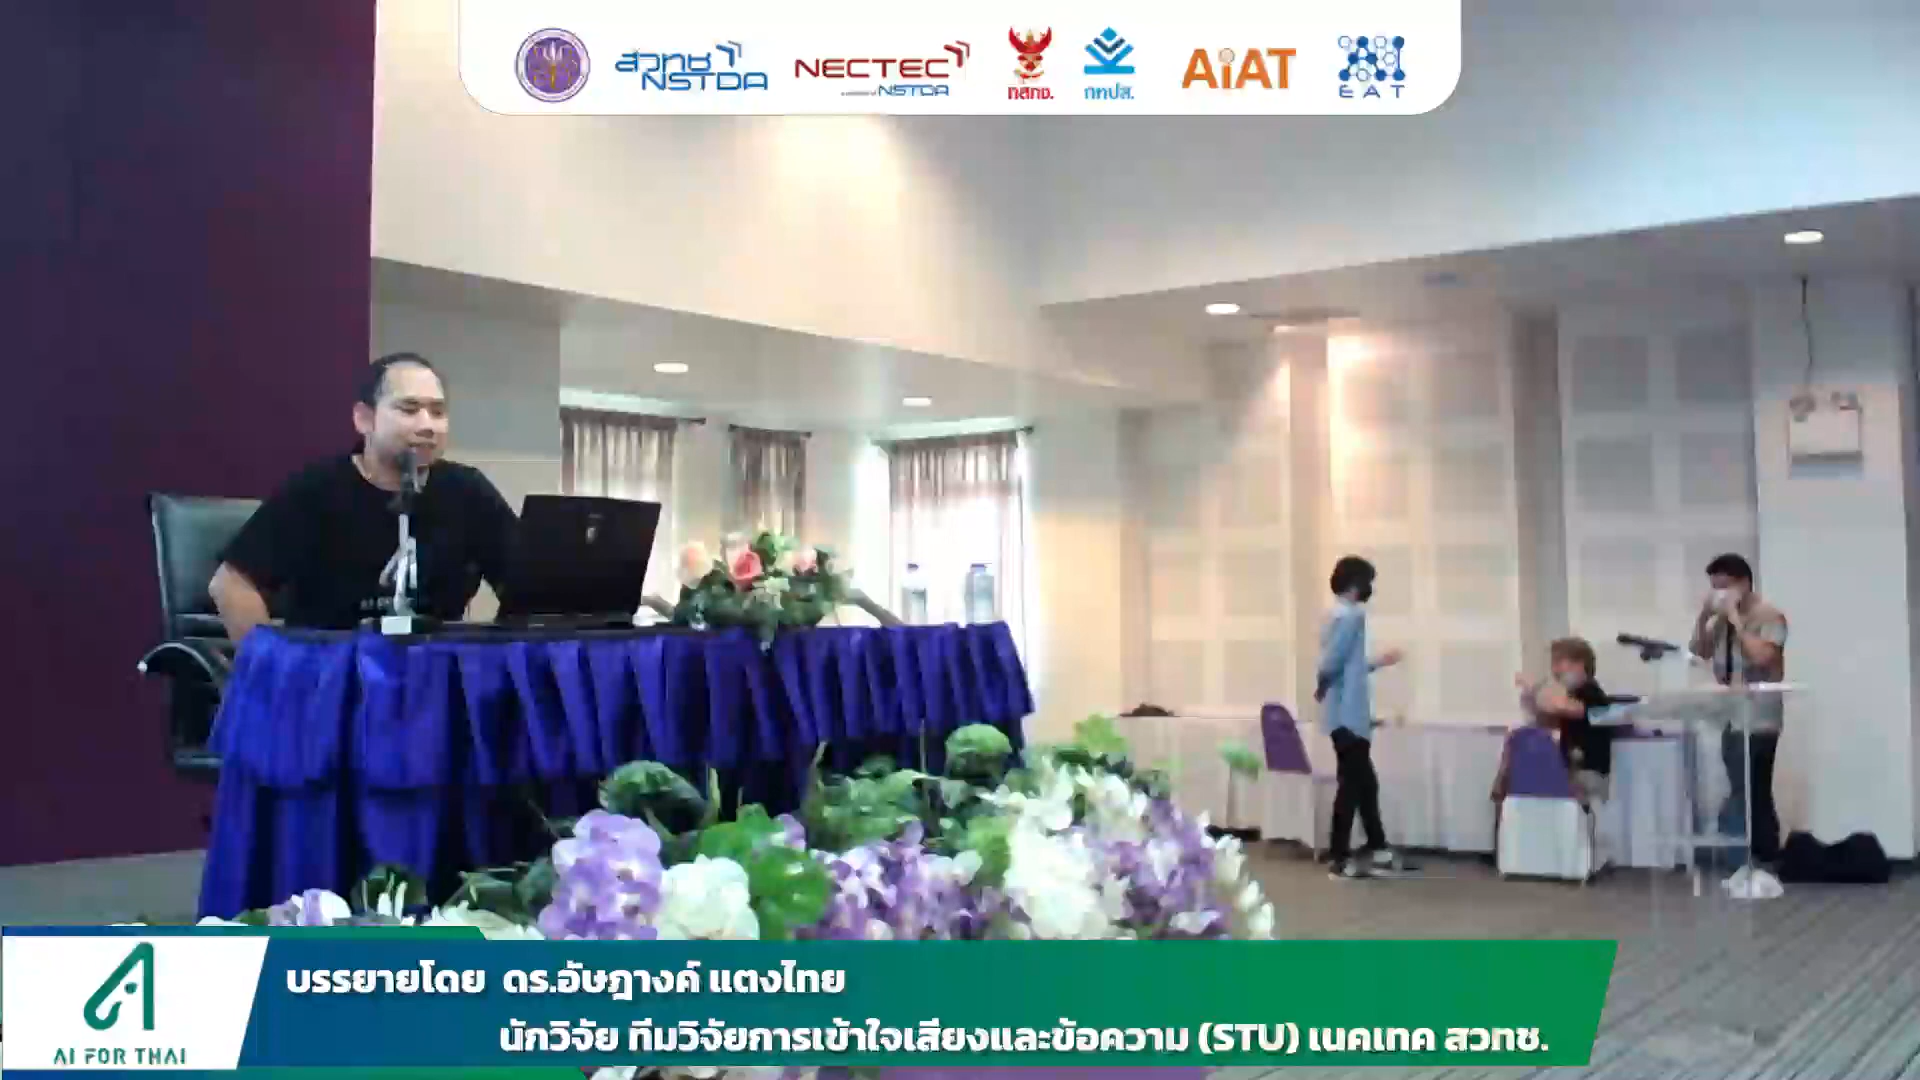 สวทช
NSTDA
NECTEC
NSTDA
กสทช.
กทปส.
AiAT
EAT
บรรยายโดย ดร.อัษฎางค์ แตงไทย
นักวิจัย ทีมวิจัยการเข้าใจเสียงและข้อความ (STU) เนคเทค สวทช.
AI FOR THAI